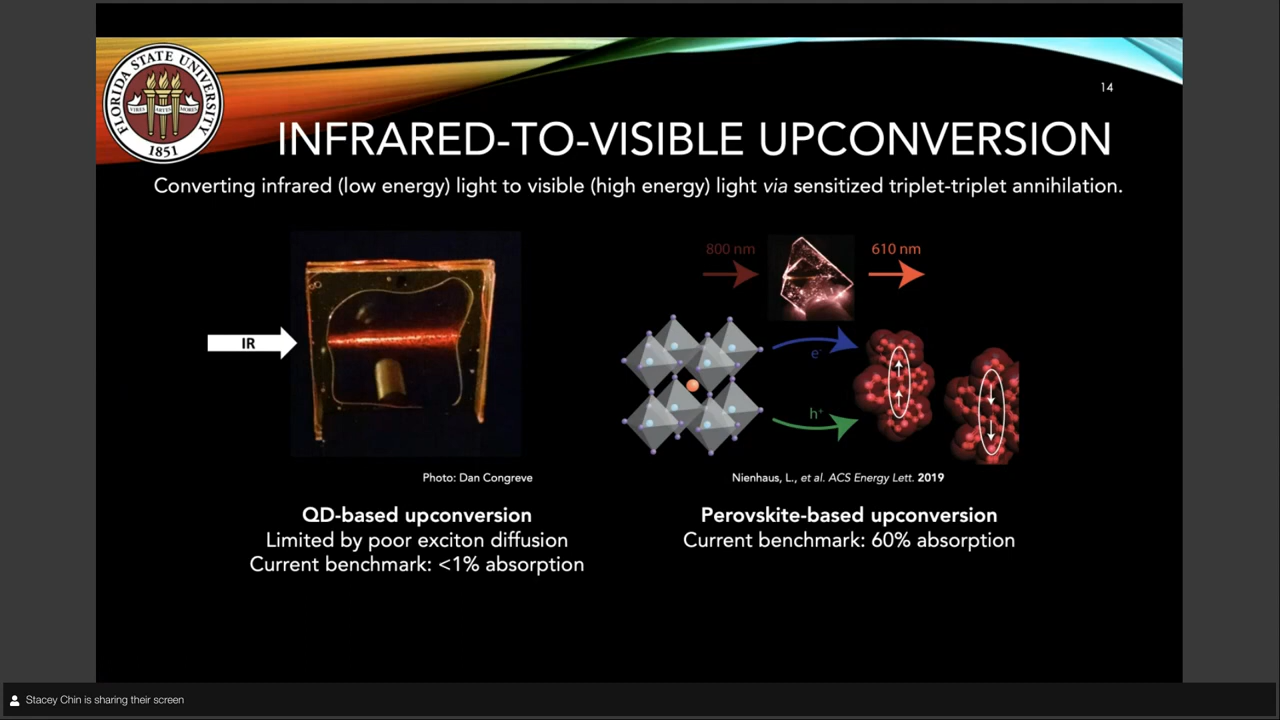 FLORIDA STATE UNIVERSITY
VIRES ARTES MORES
1851
14
INFRARED-TO-VISIBLE UPCONVERSION
Converting infrared (low energy) light to visible (high energy) light via sensitized triplet-triplet annihilation.
800 nm
610 nm
IR
e-
h+
Photo: Dan Congreve
Nienhaus, L., et al. ACS Energy Lett. 2019
QD-based upconversion
Limited by poor exciton diffusion
Current benchmark: <1% absorption
Perovskite-based upconversion
Current benchmark: 60% absorption
Stacey Chin is sharing their screen